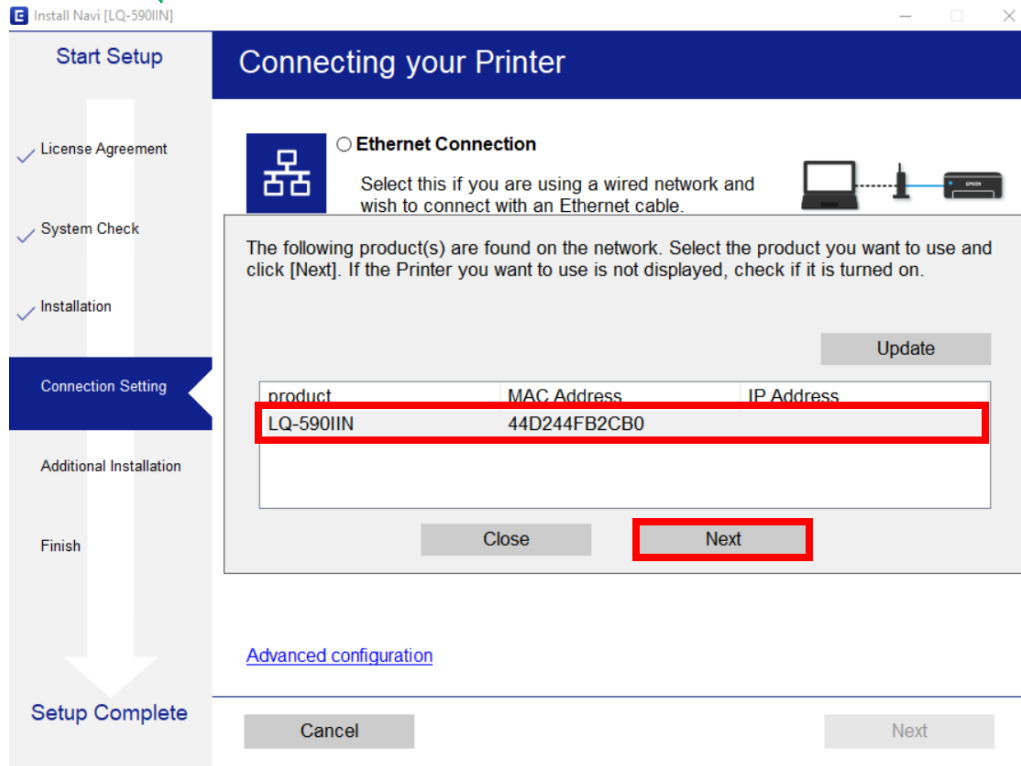 Install Navi [LQ-590IIN]
Start Setup
Connecting your Printer
License Agreement
System Check
Installation
Connection Setting
Additional Installation
Finish
Setup Complete
Ethernet Connection
Select this if you are using a wired network and
wish to connect with an Ethernet cable.
EPSON
The following product(s) are found on the network. Select the product you want to use and
click [Next]. If the Printer you want to use is not displayed, check if it is turned on.
Update
product MAC Address IP Address
LQ-590IIN 44D244FB2CB0
Close Next
Advanced configuration
Cancel Next